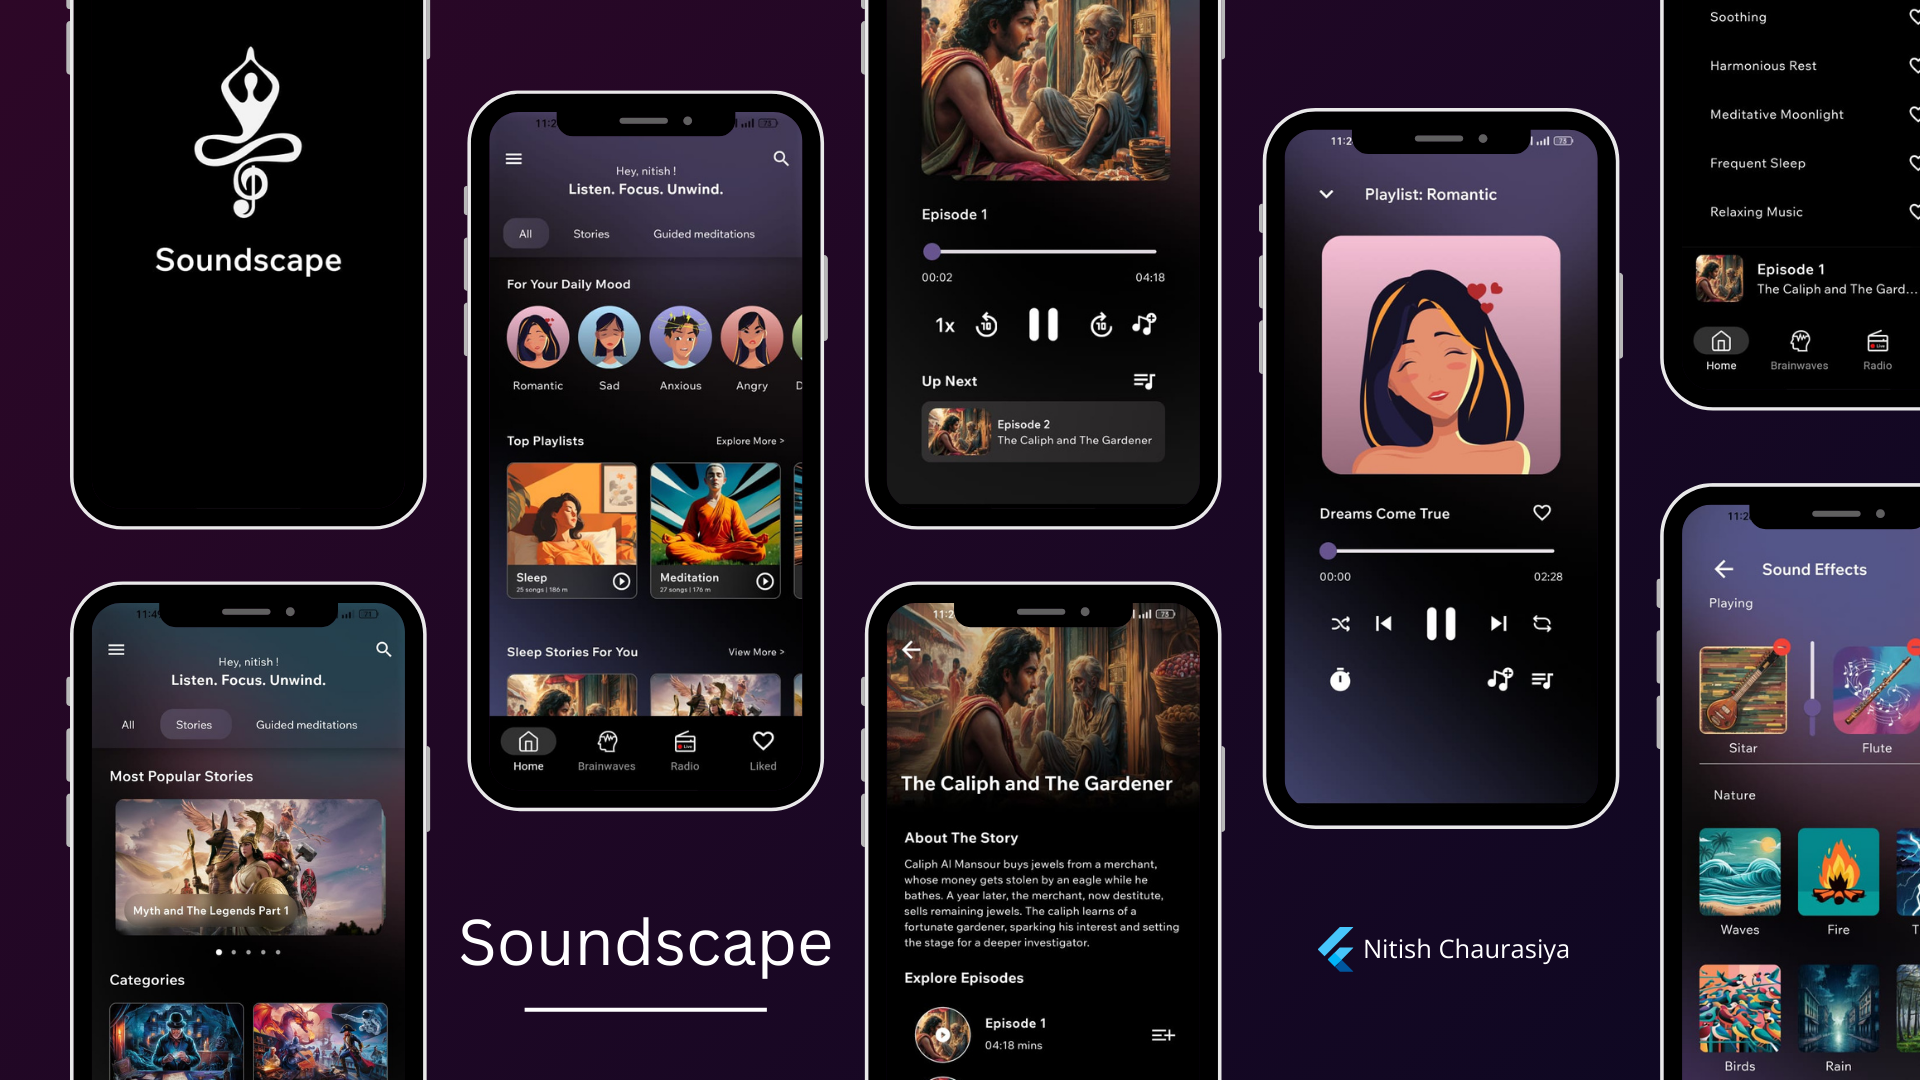 Soundscape
11:4
Hey, nitish !
Listen. Focus. Unwind.
All
Stories
Guided meditations
Most Popular Stories
Myth and The Legends Part 1
Categories
11:2
73
Hey, nitish !
Listen. Focus. Unwind.
All
Stories
Guided meditations
For Your Daily Mood
Romantic
Sad
Anxious
Angry
D
Top Playlists
Explore More >
Sleep
25 songs | 186 m
Meditation
27 songs | 176 m
Sleep Stories For You
View More >
Home
Live
Brainwaves
Radio
Liked
Soundscape
Episode 1
00:02
04:18
1x
10
10
Up Next
Episode 2
The Caliph and The Gardener
11:2
73
The Caliph and The Gardener
About The Story
Caliph Al Mansour buys jewels from a merchant,
whose money gets stolen by an eagle while he
bathes. A year later, the merchant, now destitute,
sells remaining jewels. The caliph learns of a
fortunate gardener, sparking his interest and setting
the stage for a deeper investigator.
Explore Episodes
Episode 1
04:18 mins
11:2
73
Playlist: Romantic
Dreams Come True
00:00
02:28
Nitish Chaurasiya
Soothing
Harmonious Rest
Meditative Moonlight
Frequent Sleep
Relaxing Music
Episode 1
The Caliph and The Gard...
Live
Home
Brainwaves
Radio
11:2
Sound Effects
Playing
Sitar
Flute
Nature
Waves
Fire
T
Birds
Rain